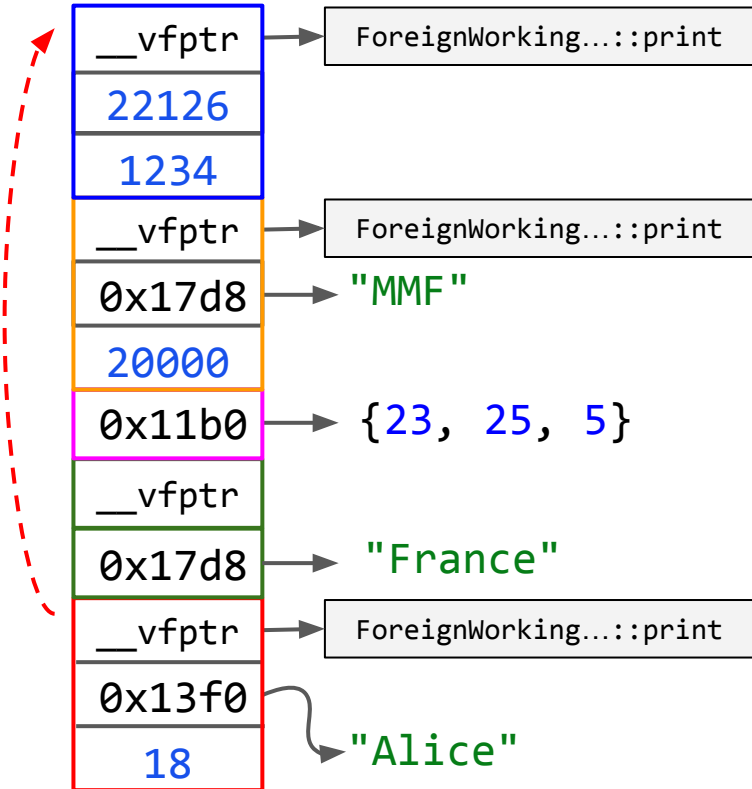 __vfptr ForeignWorking…::print
22126
1234
__vfptr ForeignWorking…::print
0x17d8 "MMF"
20000
0x11b0 {23, 25, 5}
__vfptr
0x17d8 "France"
__vfptr ForeignWorking…::print
0x13f0
"Alice"
18